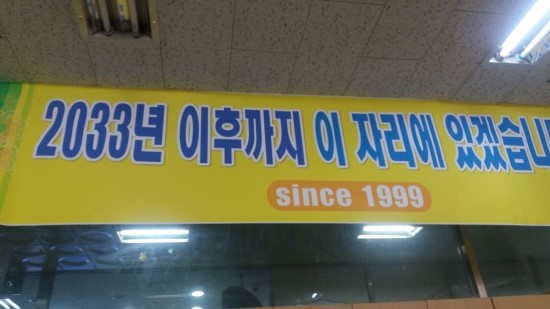 2033년 이후까지 이 자리에 있겠습니
since 1999